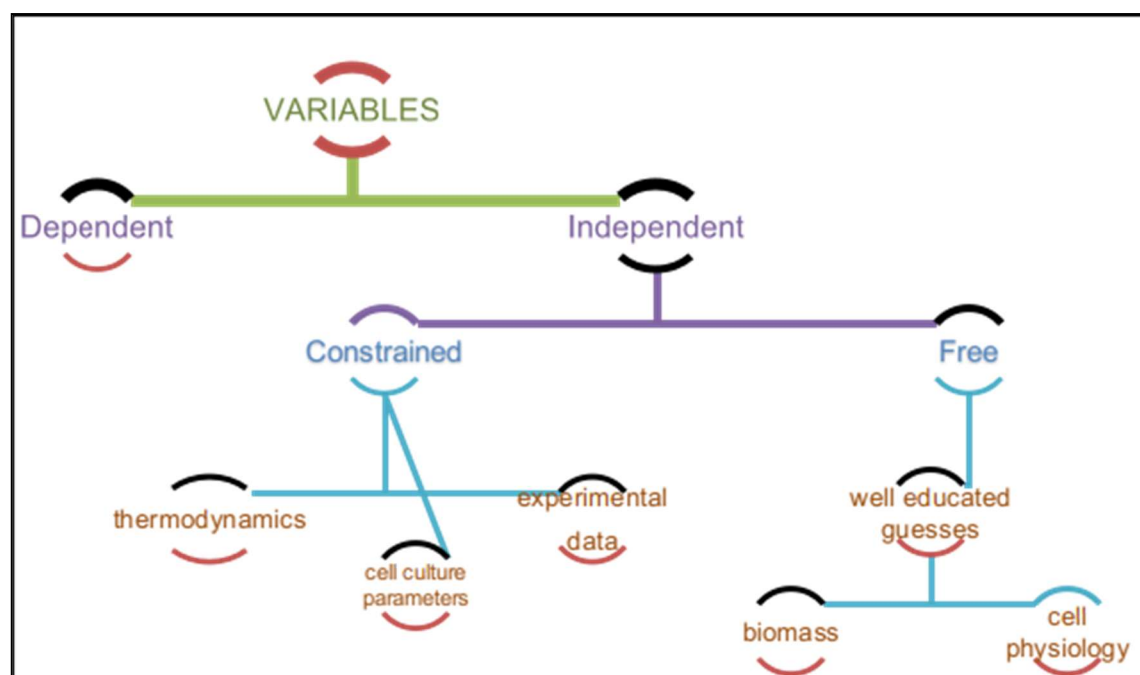 VARIABLES
Dependent
Independent
Constrained
Free
thermodynamics
cell culture
parameters
experimental
data
well educated
guesses
biomass
cell
physiology